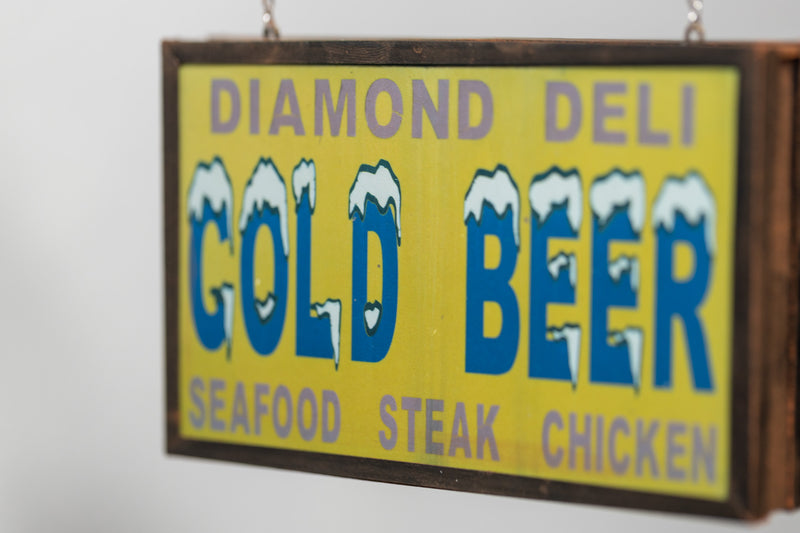 DIAMOND DELI
COLD BEER
SEAFOOD STEAK CHICKEN